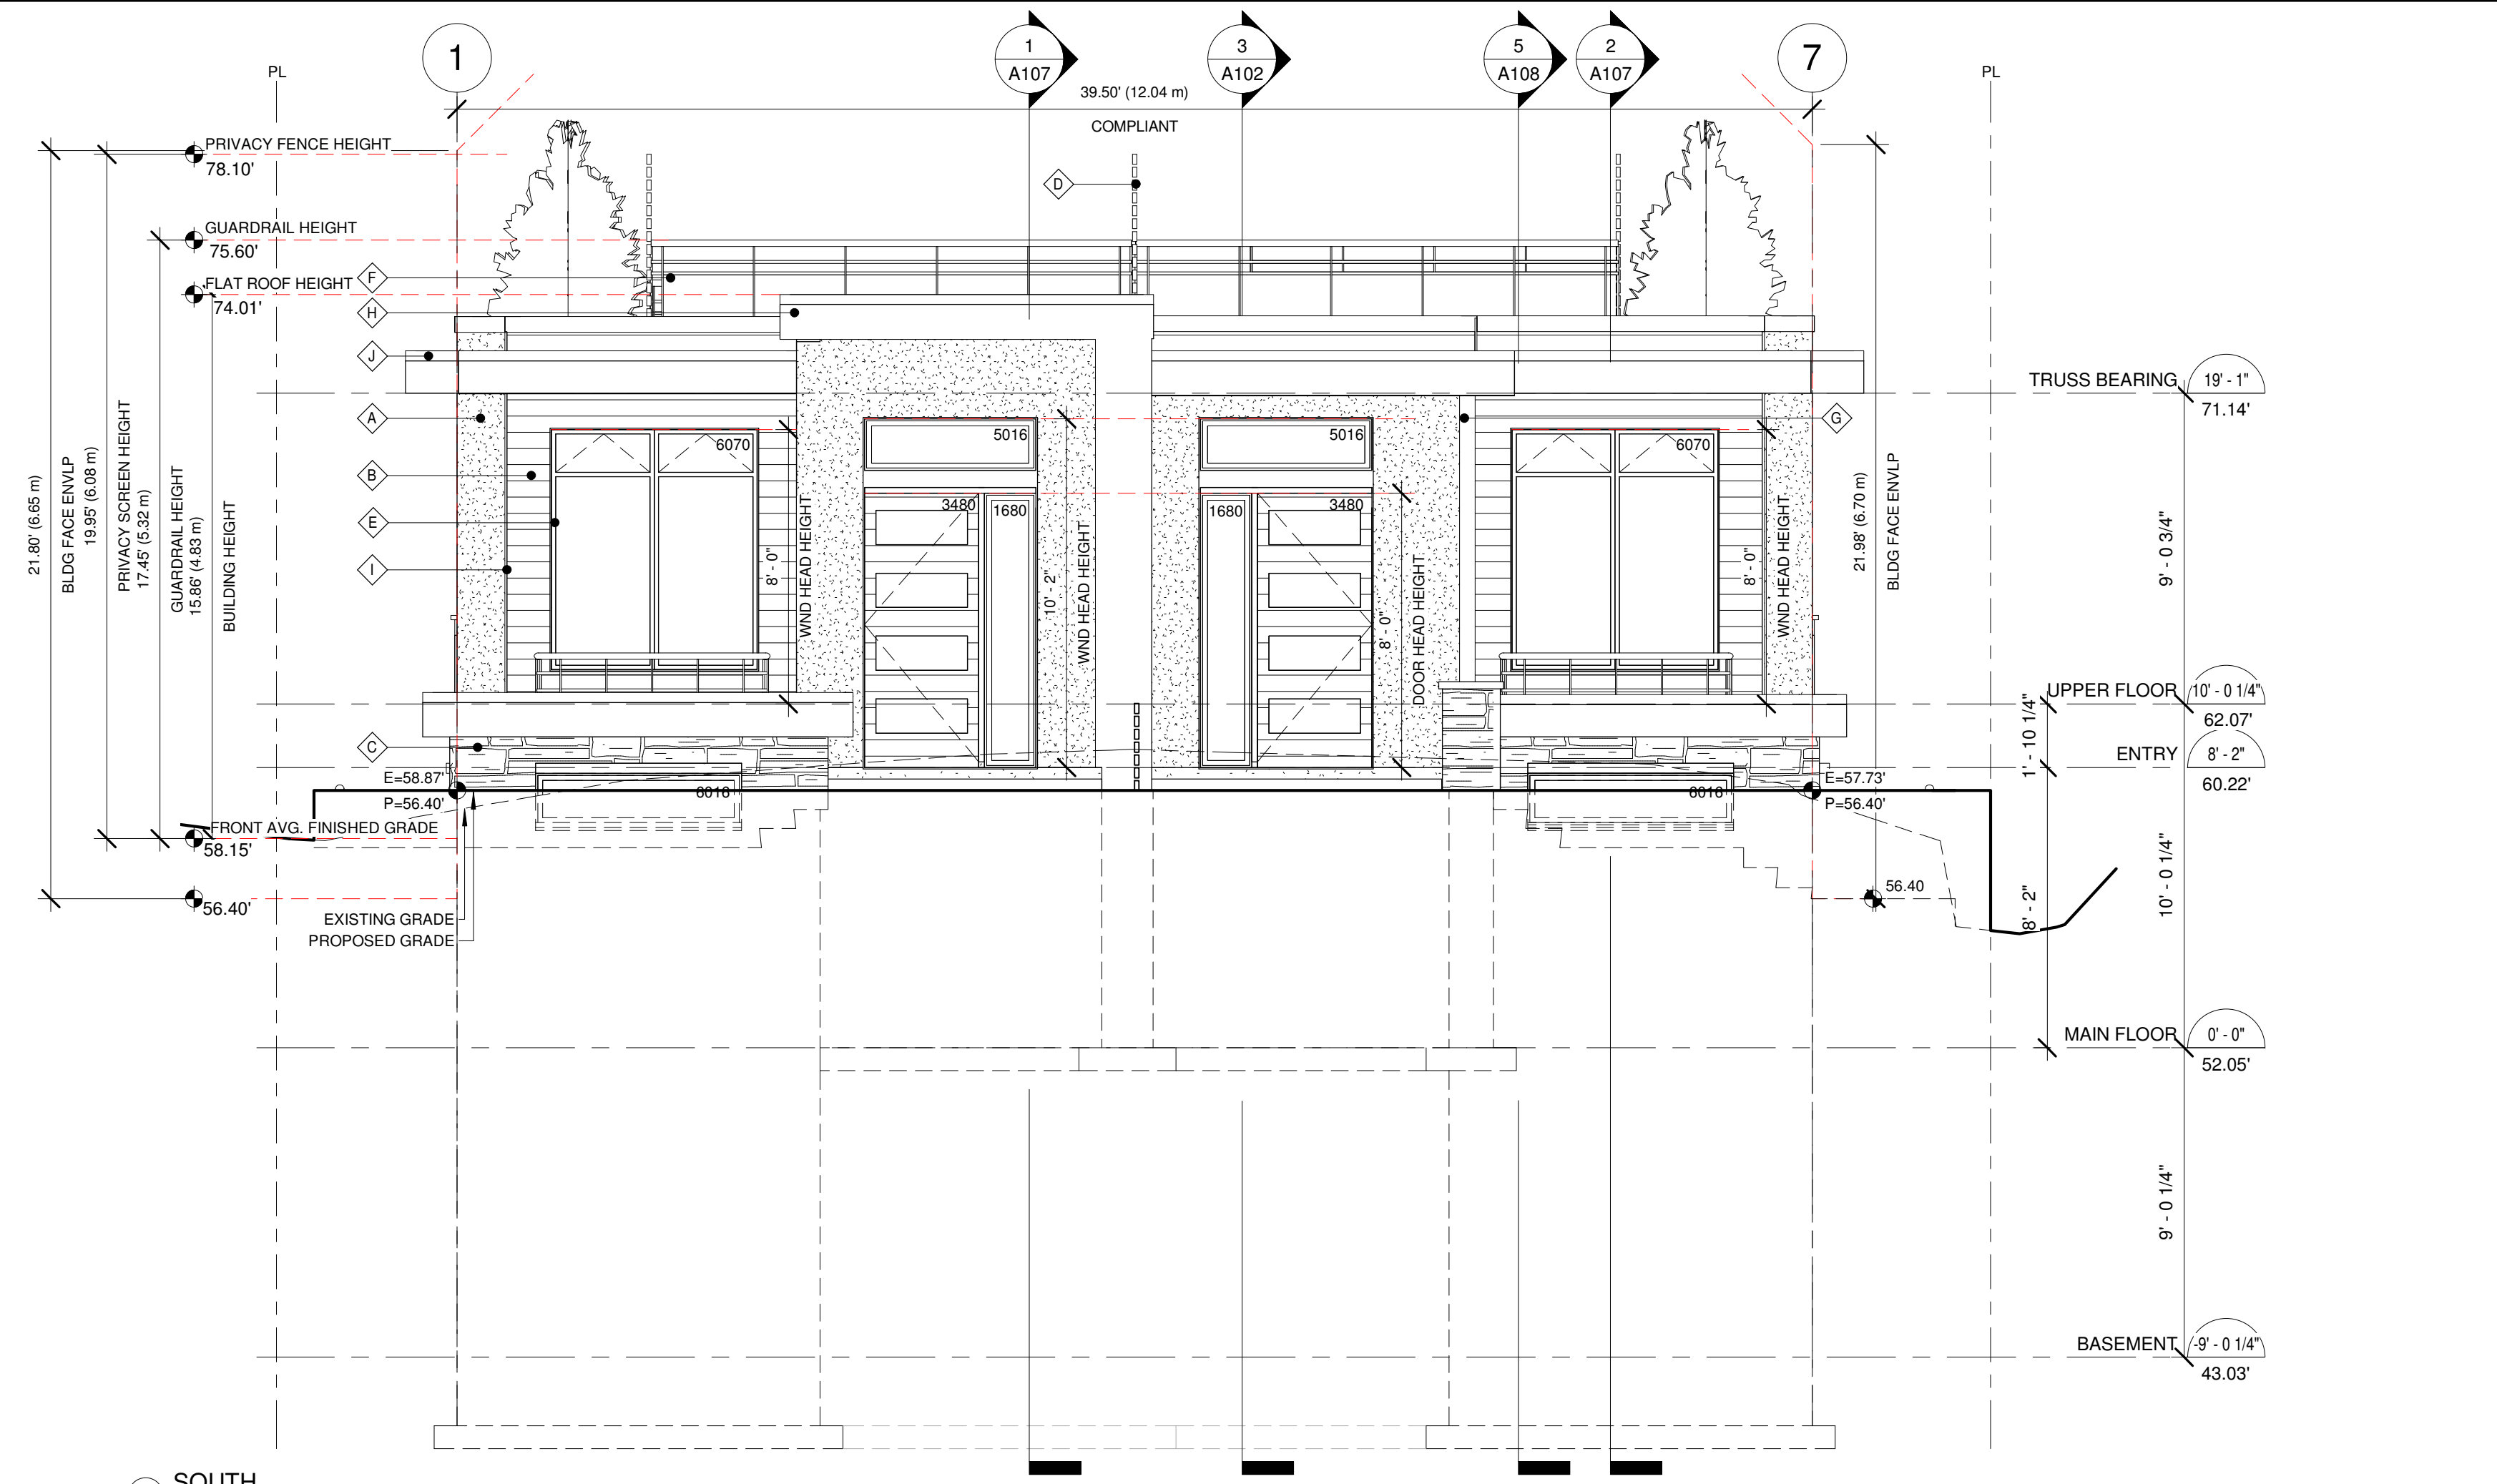 1
1
A107
3
A102
5
A108
2
A107
7
PL
PL
39.50' (12.04 m)
COMPLIANT
PRIVACY FENCE HEIGHT
78.10'
D
GUARDRAIL HEIGHT
75.60'
F
FLAT ROOF HEIGHT
74.01'
H
J
TRUSS BEARING
19' - 1"
71.14'
A
G
5016
5016
6070
6070
B
E
I
3480
1680
1680
3480
21.80' (6.65 m)
BLDG FACE ENVLP
19.95' (6.08 m)
PRIVACY SCREEN HEIGHT
17.45' (5.32 m)
GUARDRAIL HEIGHT
15.86' (4.83 m)
BUILDING HEIGHT
8' - 0"
WND HEAD HEIGHT
10' - 2"
WND HEAD HEIGHT
8' - 0"
DOOR HEAD HEIGHT
8' - 0"
WND HEAD HEIGHT
21.98' (6.70 m)
BLDG FACE ENVLP
9' - 0 3/4"
UPPER FLOOR
10' - 0 1/4"
62.07'
1' - 10 1/4"
C
ENTRY
8' - 2"
60.22'
E=58.87'
P=56.40'
6016
6016
E=57.73'
P=56.40'
FRONT AVG. FINISHED GRADE
58.15'
56.40'
56.40
EXISTING GRADE
PROPOSED GRADE
8' - 2"
10' - 0 1/4"
MAIN FLOOR
0' - 0"
52.05'
9' - 0 1/4"
BASEMENT
-9' - 0 1/4"
43.03'
SOUTH